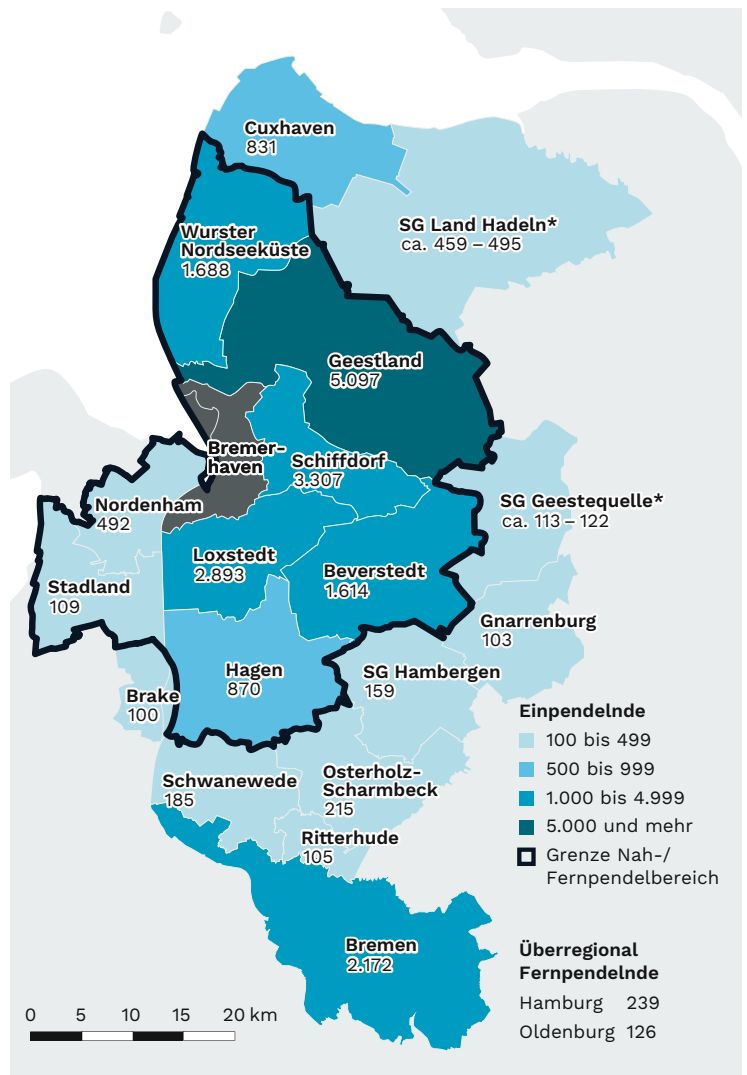 Cuxhaven
831
SG Land Hadeln*
ca. 459 – 495
Wurster
Nordseeküste
1.688
Geestland
5.097
Bremer-
haven
Schiffdorf
3.307
Nordenham
492
SG Geestequelle*
ca. 113 – 122
Loxstedt
2.893
Beverstedt
1.614
Stadland
109
Gnarrenburg
103
Hagen
870
SG Hambergen
159
Brake
100
Schwanewede
185
Osterholz-
Scharmbeck
215
Ritterhude
105
Bremen
2.172
Einpendelnde
100 bis 499
500 bis 999
1.000 bis 4.999
5.000 und mehr
Grenze Nah-/
Fernpendelbereich
Überregional
Fernpendelnde
Hamburg 239
Oldenburg 126
0 5 10 15 20 km